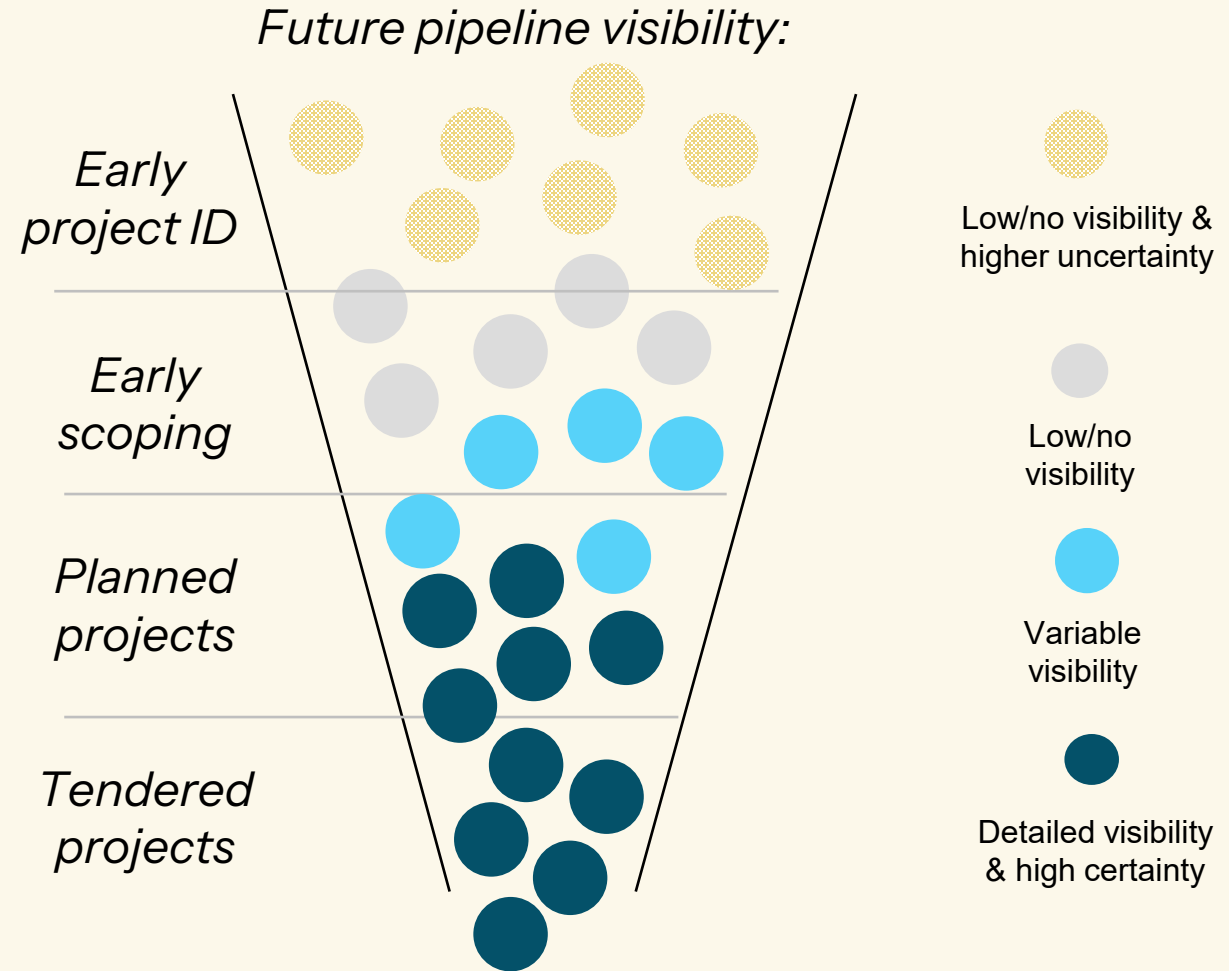 Future pipeline visibility:
Early
project ID
Early
scoping
Planned
projects
Tendered
projects
Low/no visibility &
higher uncertainty
Low/no
visibility
Variable
visibility
Detailed visibility
& high certainty